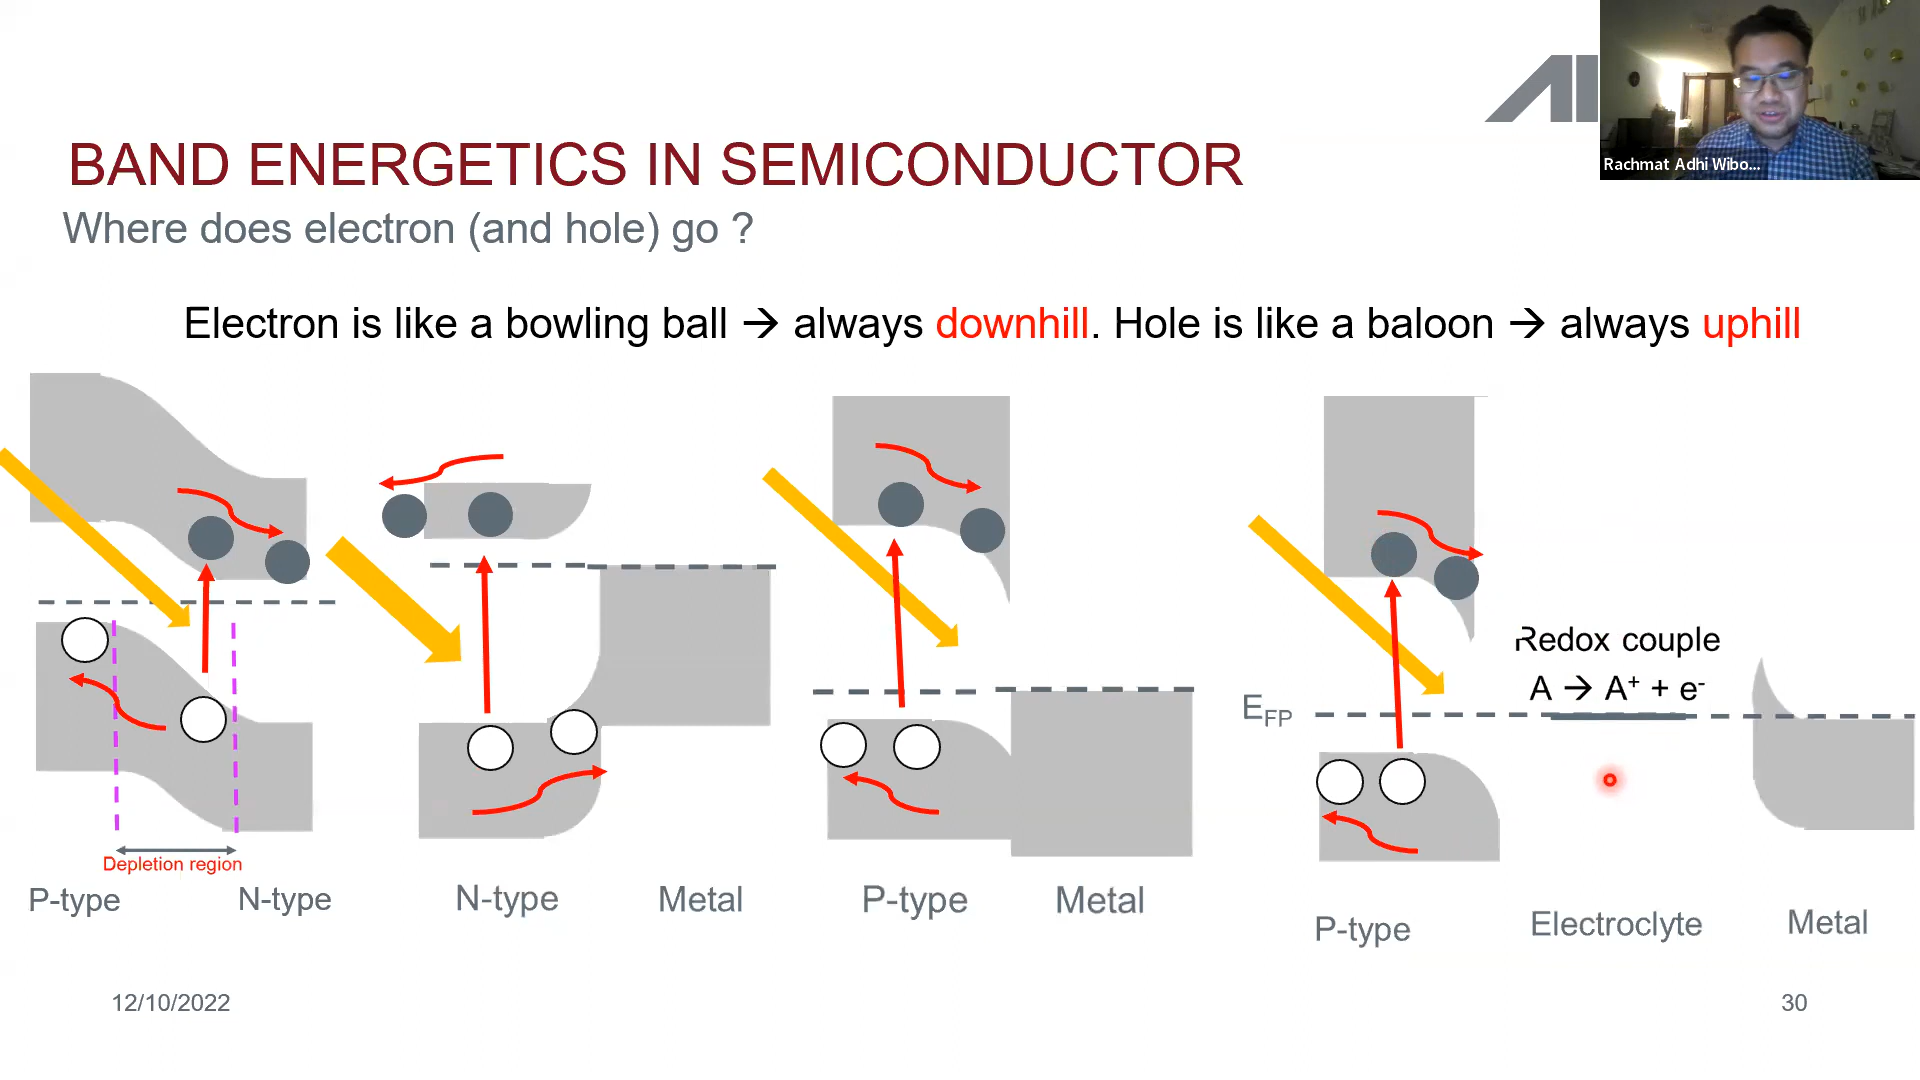 AI
Rachmat Adhi Wibo...
BAND ENERGETICS IN SEMICONDUCTOR
Where does electron (and hole) go ?
Electron is like a bowling ball → always downhill. Hole is like a baloon → always uphill
Redox couple
A → A⁺ + e⁻
E_FP
Depletion region
P-type N-type N-type Metal P-type Metal P-type Electroclyte Metal
12/10/2022 30